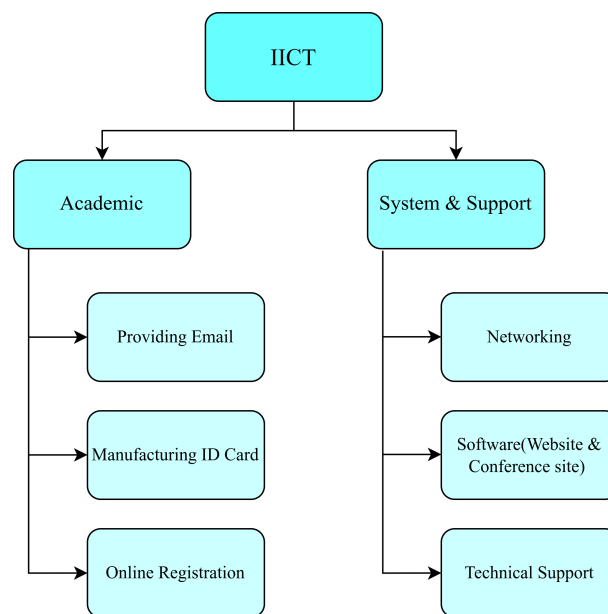 IICT
Academic
System & Support
Providing Email
Networking
Manufacturing ID Card
Software(Website &
Conference site)
Online Registration
Technical Support